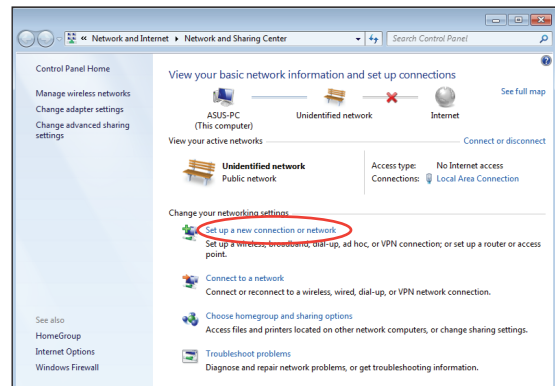 Network and Internet
Network and Sharing Center
Search Control Panel
Control Panel Home
Manage wireless networks
Change adapter settings
Change advanced sharing
settings
See also
HomeGroup
Internet Options
Windows Firewall
View your basic network information and set up connections
See full map
ASUS-PC
(This computer)
Unidentified network
Internet
View your active networks
Connect or disconnect
Unidentified network
Public network
Access type: No Internet access
Connections: Local Area Connection
Change your networking settings
Set up a new connection or network
Set up a wireless, broadband, dial-up, ad hoc, or VPN connection; or set up a router or access
point.
Connect to a network
Connect or reconnect to a wireless, wired, dial-up, or VPN network connection.
Choose homegroup and sharing options
Access files and printers located on other network computers, or change sharing settings.
Troubleshoot problems
Diagnose and repair network problems, or get troubleshooting information.